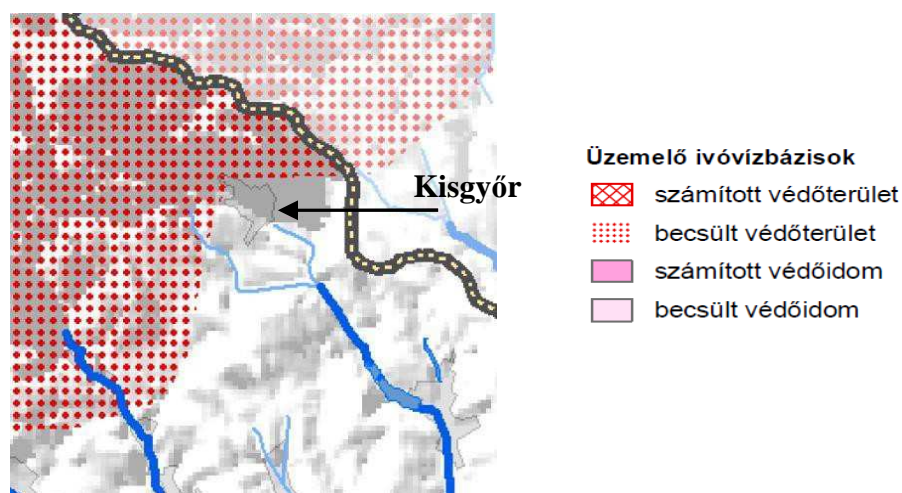 Kisgyőr
Üzemelő ivóvízbázisok
számított védőterület
becsült védőterület
számított védőidom
becsült védőidom